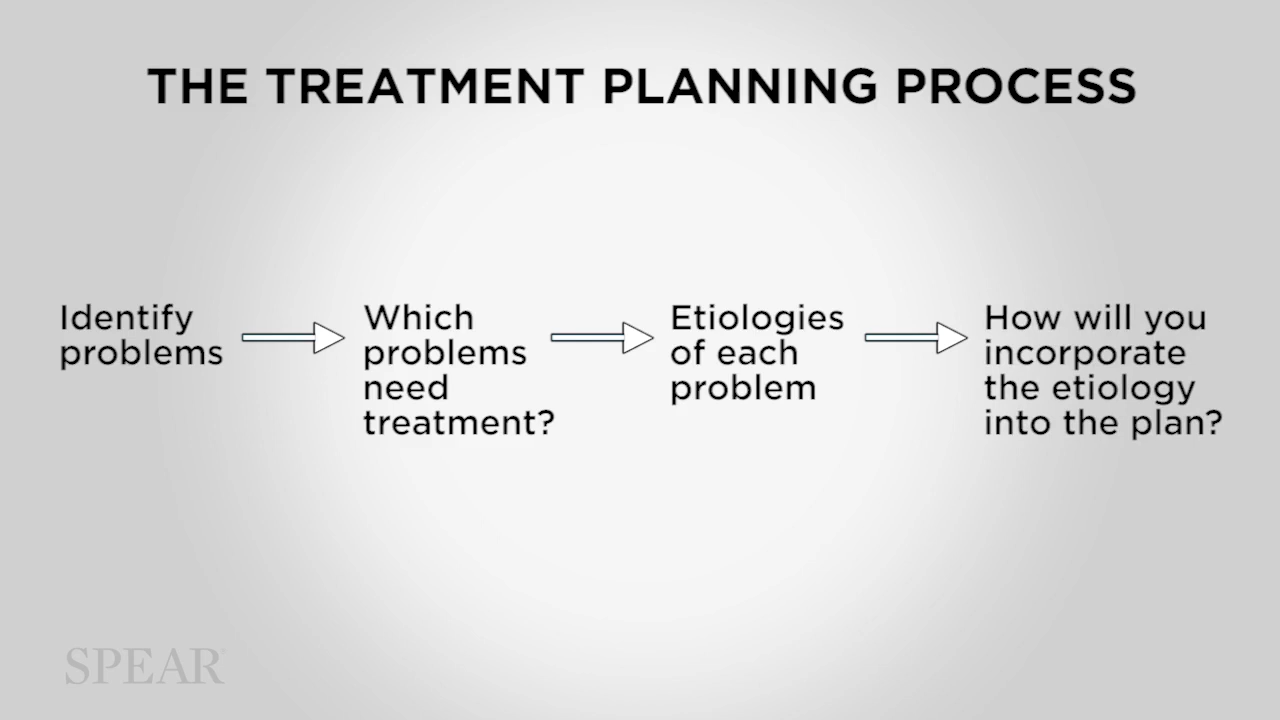 THE TREATMENT PLANNING PROCESS
Identify
problems
Which
problems
need
treatment?
Etiologies
of each
problem
How will you
incorporate
the etiology
into the plan?
SPEAR